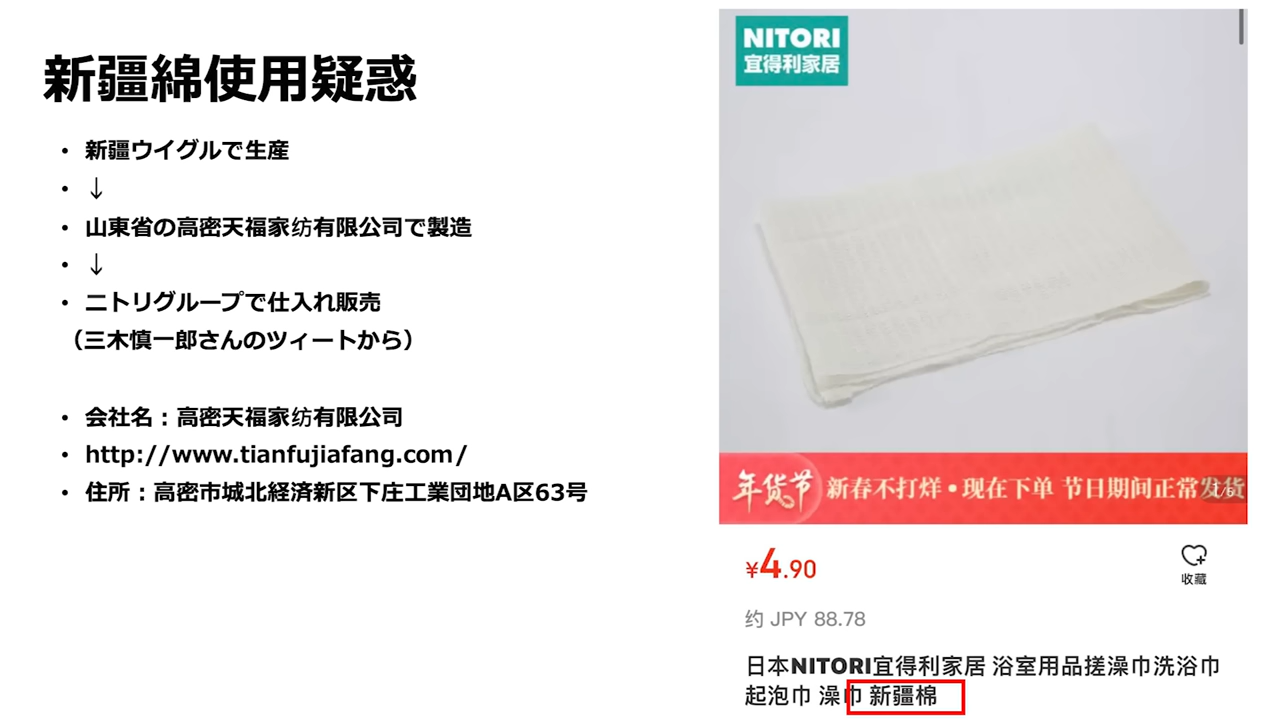 新疆綿使用疑惑
• 新疆ウイグルで生産
• ↓
• 山東省の高密天福家纺有限公司で製造
• ↓
• ニトリグループで仕入れ販売
（三木慎一郎さんのツィートから）
• 会社名：高密天福家纺有限公司
• http://www.tianfujiafang.com/
• 住所：高密市城北経済新区下庄工業団地A区63号
NITORI
宜得利家居
年货节 新春不打烊•现在下单 节日期间正常发货
1/6
¥4.90
收藏
约 JPY 88.78
日本NITORI宜得利家居 浴室用品搓澡巾洗浴巾
起泡巾 澡巾 新疆棉